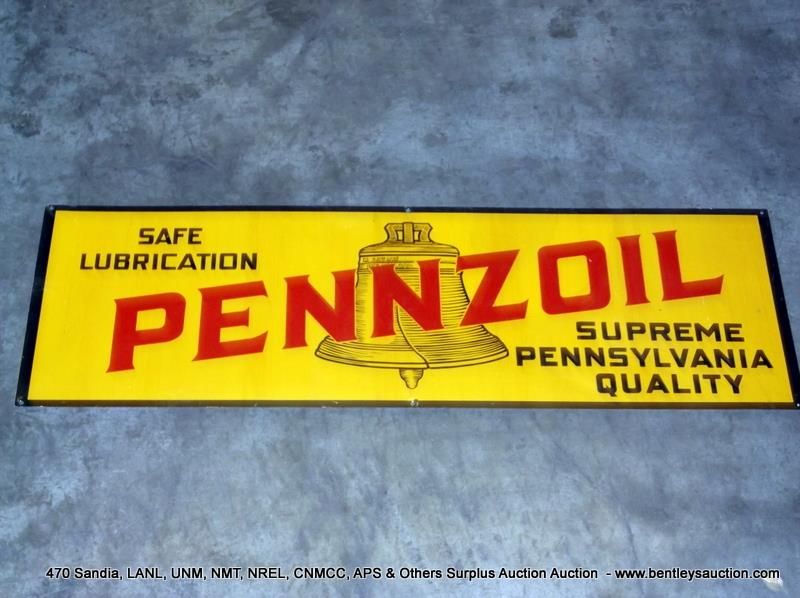 SAFE
LUBRICATION
PENNZOIL
SUPREME
PENNSYLVANIA
QUALITY
470 Sandia, LANL, UNM, NMT, NREL, CNMCC, APS & Others Surplus Auction Auction - www.bentleysauction.com